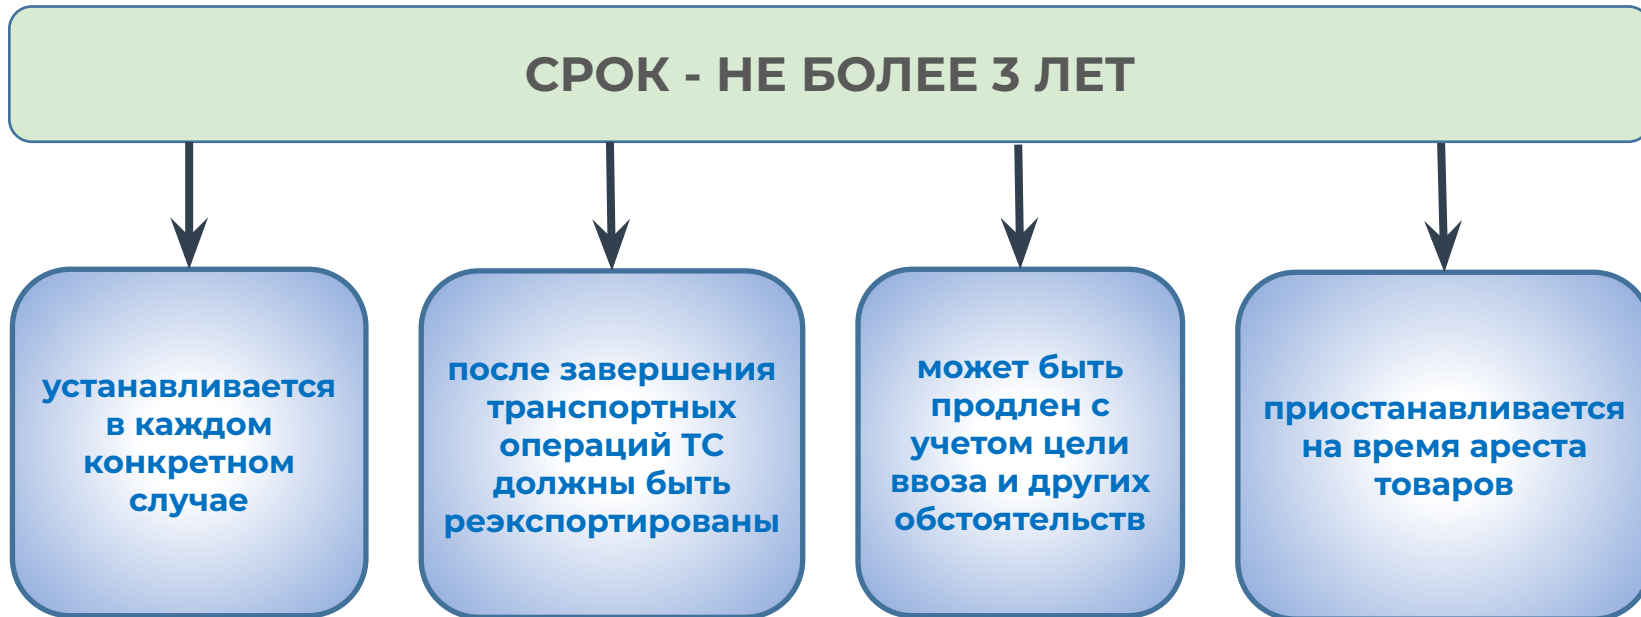 СРОК - НЕ БОЛЕЕ 3 ЛЕТ
устанавливается
в каждом
конкретном
случае
после завершения
транспортных
операций ТС
должны быть
реэкспортированы
может быть
продлен с
учетом цели
ввоза и других
обстоятельств
приостанавливается
на время ареста
товаров